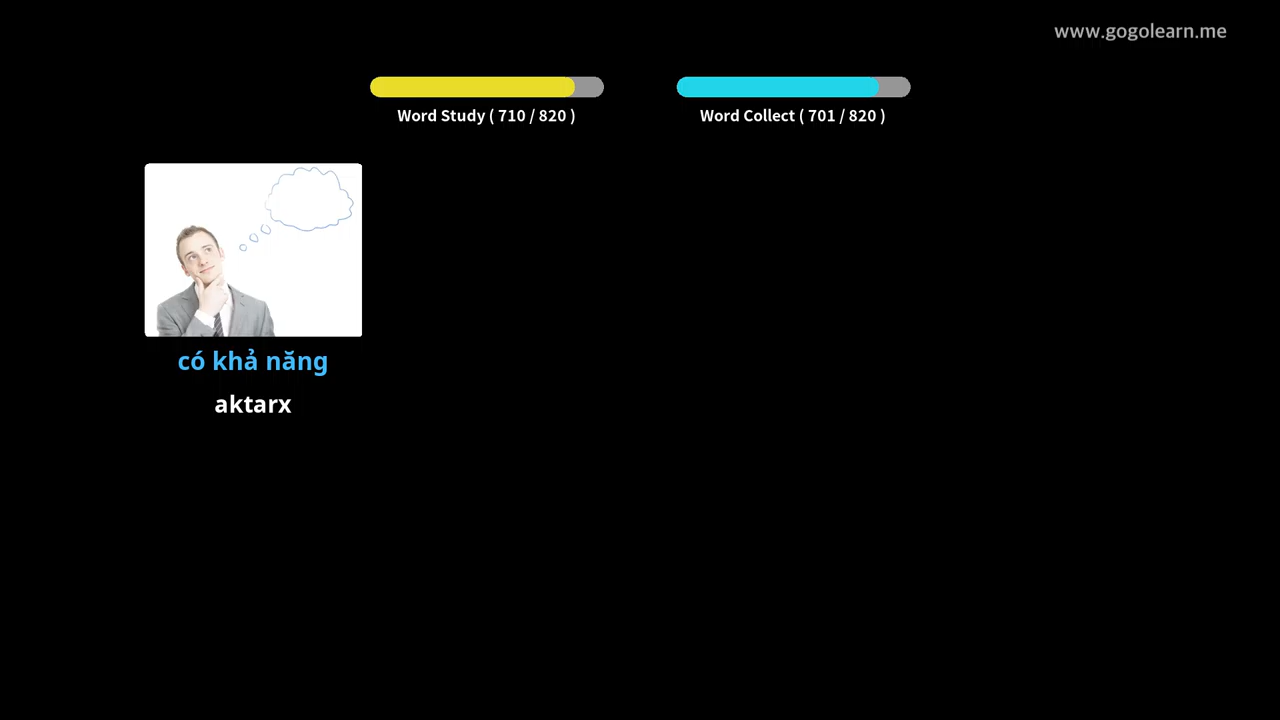 www.gogolearn.me
Word Study ( 710 / 820 )
Word Collect ( 701 / 820 )
có khả năng
aktarx